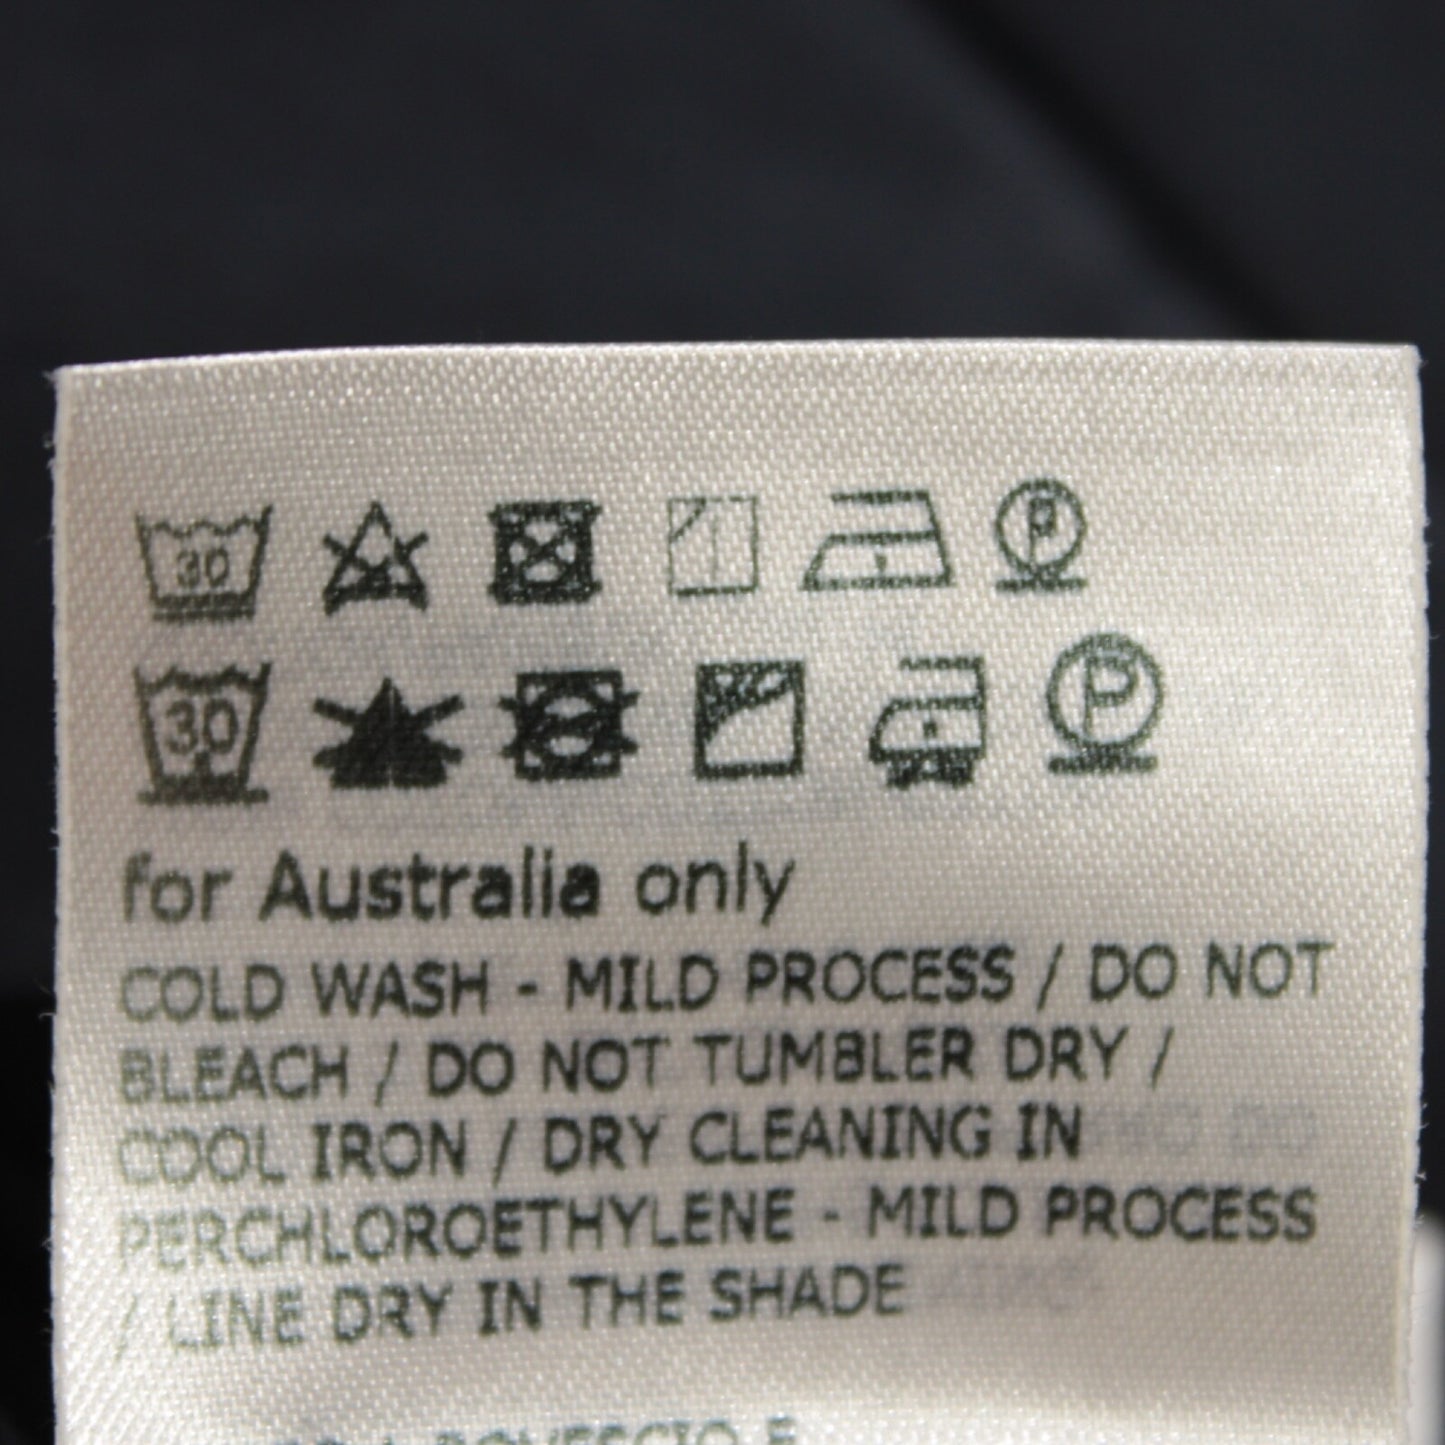 30 P
30 P
for Australia only
COLD WASH - MILD PROCESS / DO NOT
BLEACH / DO NOT TUMBLER DRY /
COOL IRON / DRY CLEANING IN
PERCHLOROETHYLENE - MILD PROCESS
/ LINE DRY IN THE SHADE
ROVESCIO E